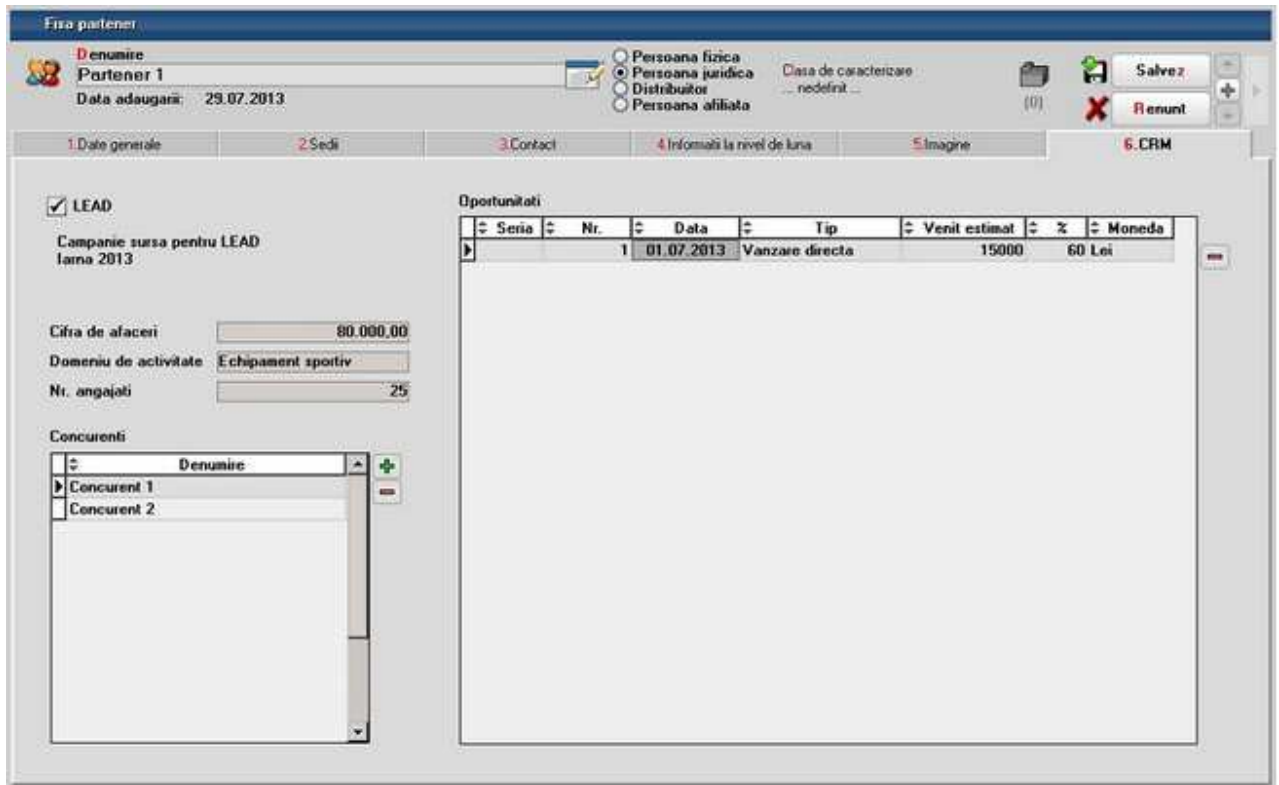 Fisa partener
Denumire
Partener 1
Data adaugarii: 29.07.2013
Persoana fizica
Persoana juridica
Distribuitor
Persoana afiliata
Clasa de caracterizare
... nedefinit ...
(0)
Salvez
Renunt
1.Date generale 2.Sedii 3.Contact 4.Informatii la nivel de luna 5.Imagine 6.CRM
LEAD
Campanie sursa pentru LEAD
Iarna 2013
Cifra de afaceri 80.000,00
Domeniu de activitate Echipament sportiv
Nr. angajati 25
Concurenti
Denumire
Concurent 1
Concurent 2
Oportunitati
Seria Nr. Data Tip Venit estimat % Moneda
1 01.07.2013 Vanzare directa 15000 60 Lei